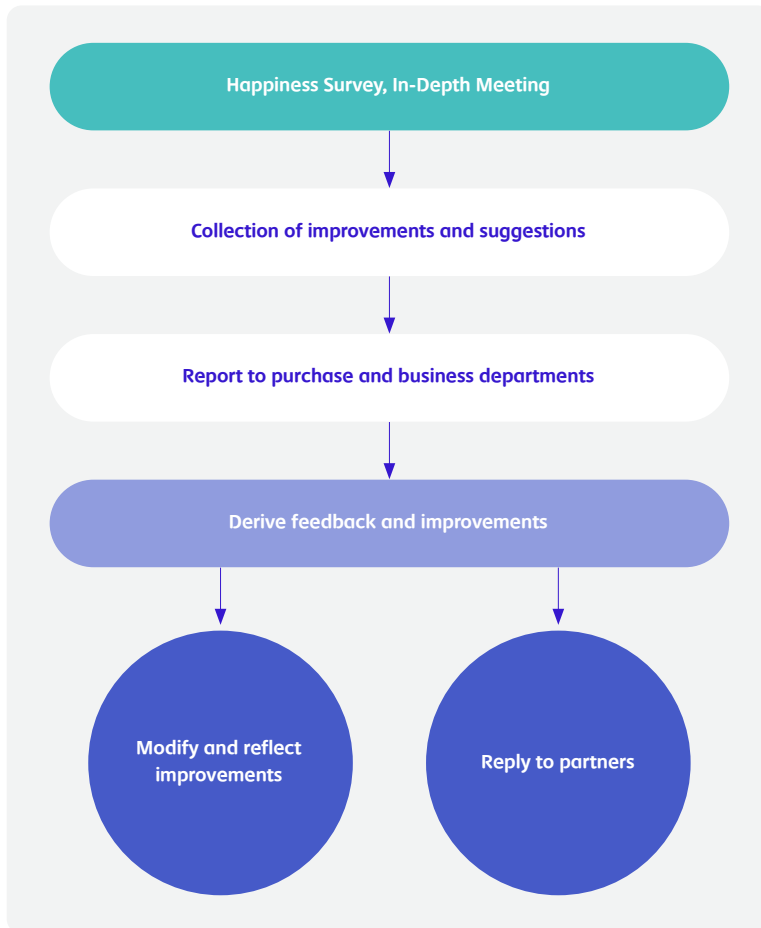 Happiness Survey, In-Depth Meeting
Collection of improvements and suggestions
Report to purchase and business departments
Derive feedback and improvements
Modify and reflect
improvements
Reply to partners